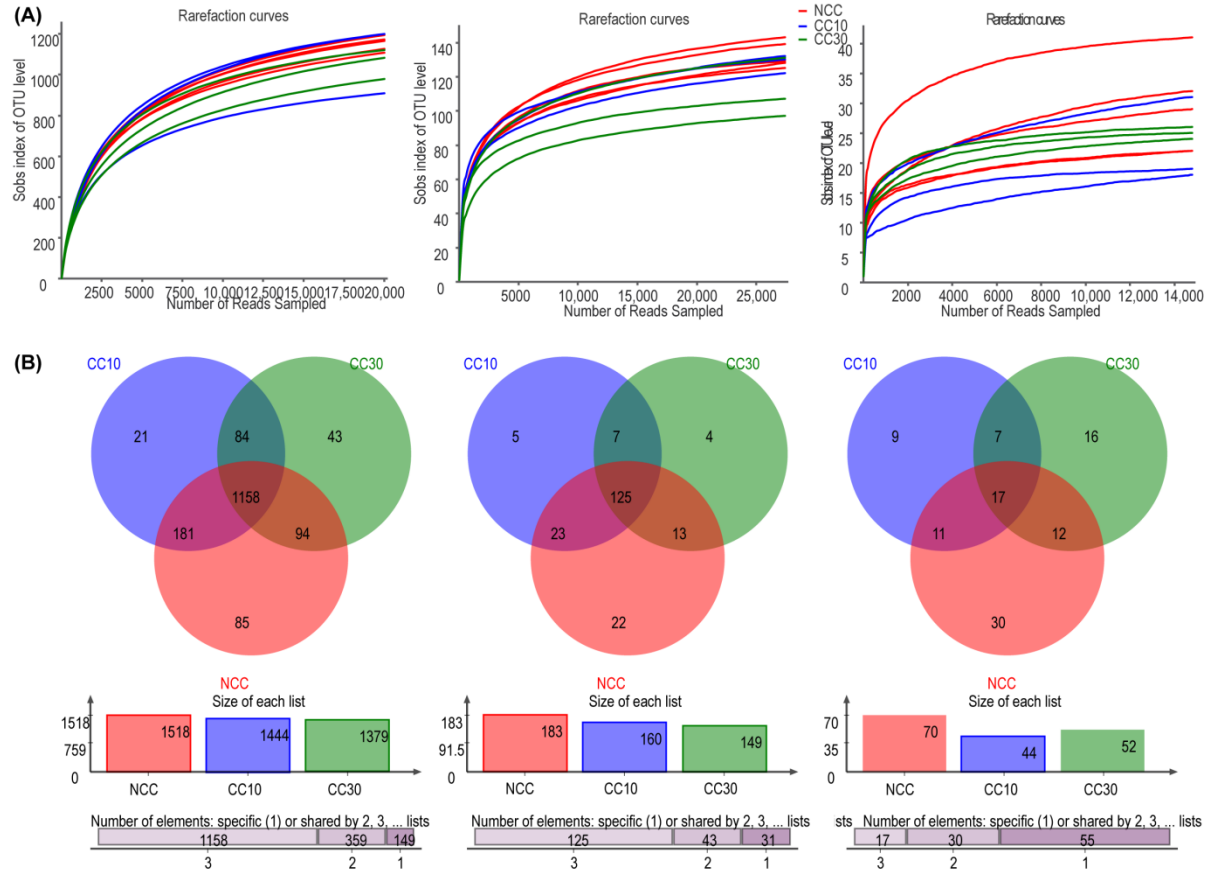 (A)
Rarefaction curves
Sobs index of OTU level
1200
1000
800
600
400
200
0
2500 5000 7500 10,000 12,500 15,000 17,500 20,000
Number of Reads Sampled
Rarefaction curves
Sobs index of OTU level
140
120
100
80
60
40
20
0
5000 10,000 15,000 20,000 25,000
Number of Reads Sampled
NCC
CC10
CC30
Rarefaction curves
Sobs index of OTU level
40
35
30
25
20
15
10
5
0
2000 4000 6000 8000 10,000 12,000 14,000
Number of Reads Sampled
(B)
CC10
CC30
21 84 43
1158
181 94
85
NCC
CC10
CC30
5 7 4
125
23 13
22
NCC
CC10
CC30
9 7 16
17
11 12
30
NCC
Size of each list
1518
759
0
1518 1444 1379
NCC CC10 CC30
Size of each list
183
91.5
0
183 160 149
NCC CC10 CC30
Size of each list
70
35
0
70 44 52
NCC CC10 CC30
Number of elements: specific (1) or shared by 2, 3, ... lists
1158 359 149
3 2 1
Number of elements: specific (1) or shared by 2, 3, ... lists
125 43 31
3 2 1
sts Number of elements: specific (1) or shared by 2, 3, ... lists
17 30 55
3 2 1